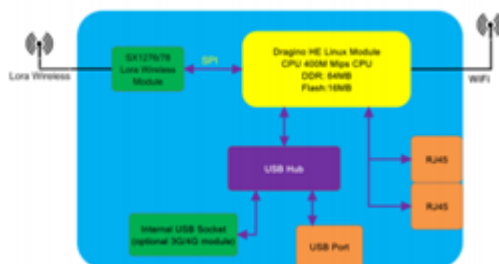 SX1276/78
Lora Wireless
Module
SPI
Dragino HE Linux Module
CPU 400M Mips CPU
DDR: 64MB
Flash:16MB
Lora Wireless
WiFi
USB Hub
RJ45
RJ45
Internal USB Socket
(optional 3G/4G module)
USB Port